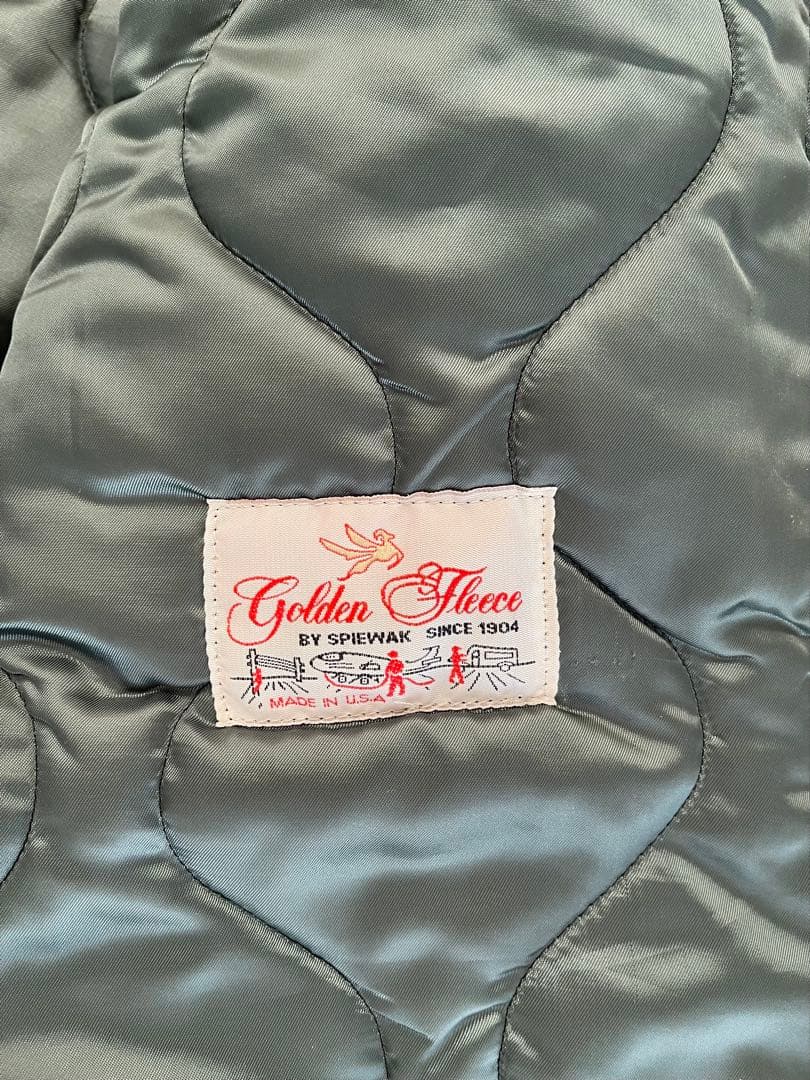 Golden Fleece
BY SPIEWAK SINCE 1904
MADE IN U.S.A